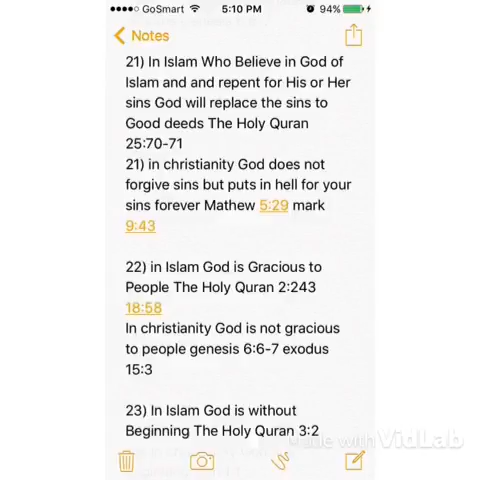 GoSmart 5:10 PM 94%
Notes
21) In Islam Who Believe in God of
Islam and and repent for His or Her
sins God will replace the sins to
Good deeds The Holy Quran
25:70-71
21) in christianity God does not
forgive sins but puts in hell for your
sins forever Mathew 5:29 mark
9:43
22) in Islam God is Gracious to
People The Holy Quran 2:243
18:58
In christianity God is not gracious
to people genesis 6:6-7 exodus
15:3
23) In Islam God is without
Beginning The Holy Quran 3:2
Made with VidLab